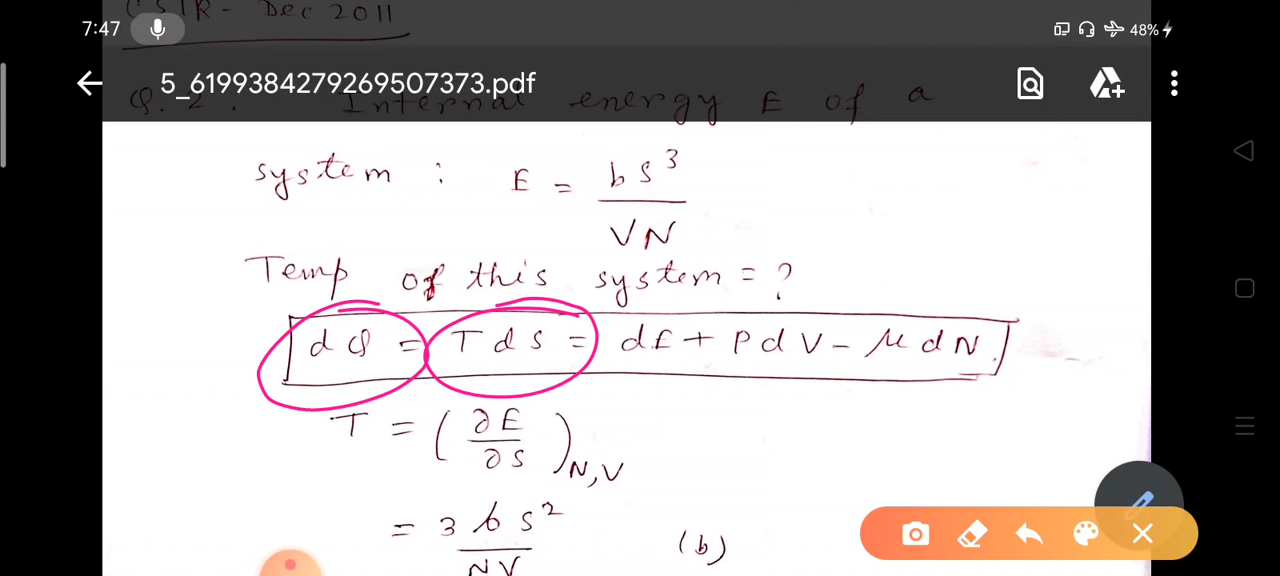 CSIR - Dec 2011
7:47
48%
5_6199384279269507373.pdf
Q. 2. Internal energy E of a
system : E = bS³/VN
Temp of this system = ?
dQ = TdS = dE + PdV - μdN.
T = (∂E/∂S)N,V
= 3bS²/NV (b)